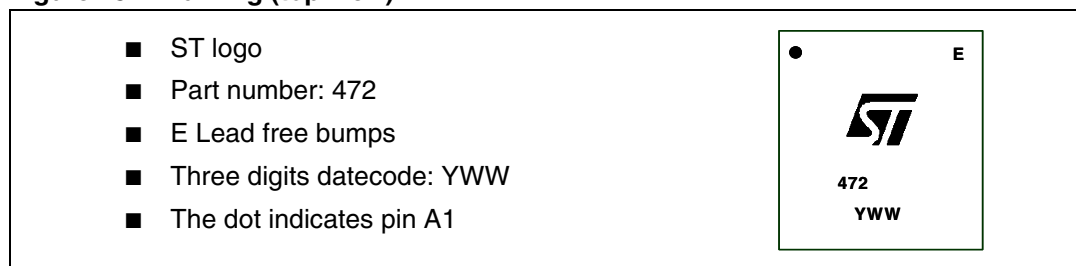 ■ ST logo
■ Part number: 472
■ E Lead free bumps
■ Three digits datecode: YWW
■ The dot indicates pin A1
E
ST
472
YWW